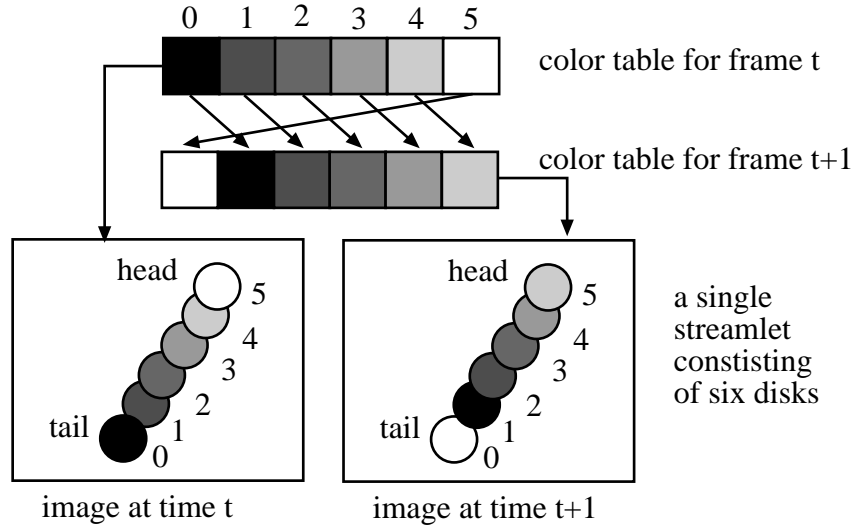 0 1 2 3 4 5
color table for frame t
color table for frame t+1
head
5
4
3
2
1
tail
0
image at time t
head
5
4
3
2
1
tail
0
image at time t+1
a single
streamlet
constisting
of six disks